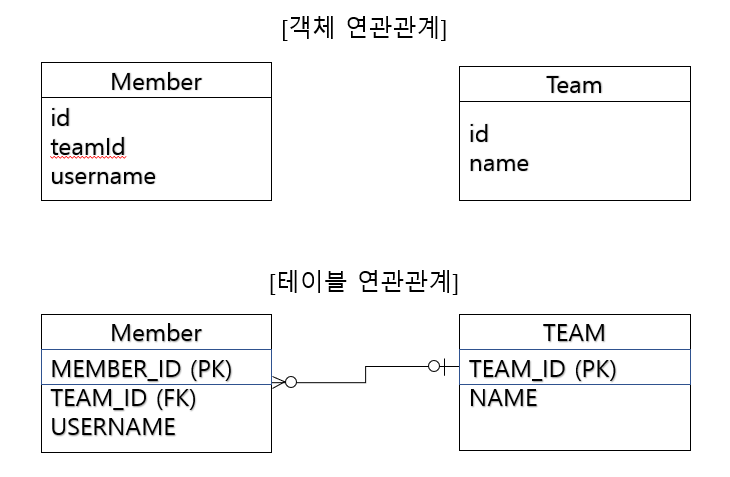 [객체 연관관계]
Member
id
teamId
username
Team
id
name
[테이블 연관관계]
Member
MEMBER_ID (PK)
TEAM_ID (FK)
USERNAME
TEAM
TEAM_ID (PK)
NAME